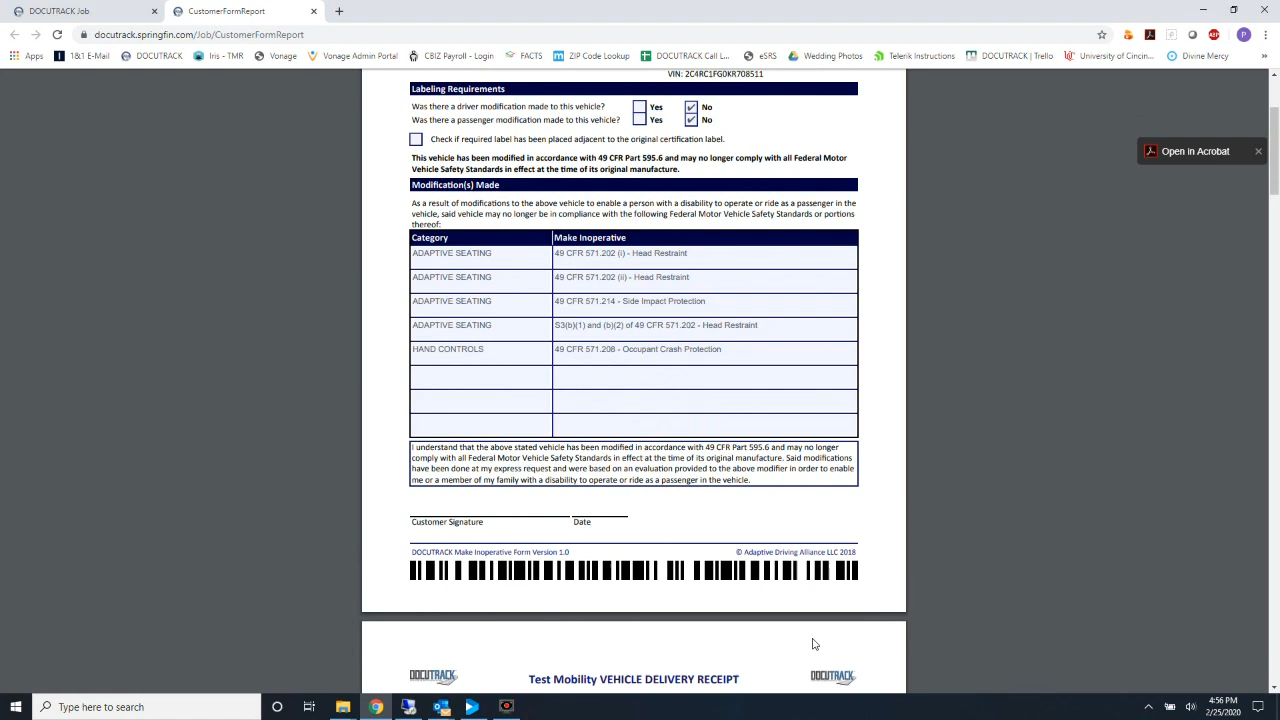 DOCUTRACK Job
CustomerFormReport
docutrack.springfin.com/Job/CustomerFormReport
Apps
1&1 E-Mail
DOCUTRACK
Iris - TMR
Vonage
Vonage Admin Portal
CBIZ Payroll - Login
FACTS
ZIP Code Lookup
DOCUTRACK Call L...
eSRS
Wedding Photos
Telerik Instructions
DOCUTRACK | Trello
University of Cincin...
Divine Mercy
Open in Acrobat
VIN: 2C4RC1FG0KR708511
Labeling Requirements
Was there a driver modification made to this vehicle? Yes No
Was there a passenger modification made to this vehicle? Yes No
Check if required label has been placed adjacent to the original certification label.
This vehicle has been modified in accordance with 49 CFR Part 595.6 and may no longer comply with all Federal Motor
Vehicle Safety Standards in effect at the time of its original manufacture.
Modification(s) Made
As a result of modifications to the above vehicle to enable a person with a disability to operate or ride as a passenger in the
vehicle, said vehicle may no longer be in compliance with the following Federal Motor Vehicle Safety Standards or portions
thereof:
Category Make Inoperative
ADAPTIVE SEATING 49 CFR 571.202 (i) - Head Restraint
ADAPTIVE SEATING 49 CFR 571.202 (ii) - Head Restraint
ADAPTIVE SEATING 49 CFR 571.214 - Side Impact Protection
ADAPTIVE SEATING S3(b)(1) and (b)(2) of 49 CFR 571.202 - Head Restraint
HAND CONTROLS 49 CFR 571.208 - Occupant Crash Protection
I understand that the above stated vehicle has been modified in accordance with 49 CFR Part 595.6 and may no longer
comply with all Federal Motor Vehicle Safety Standards in effect at the time of its original manufacture. Said modifications
have been done at my express request and were based on an evaluation provided to the above modifier in order to enable
me or a member of my family with a disability to operate or ride as a passenger in the vehicle.
Customer Signature Date
DOCUTRACK Make Inoperative Form Version 1.0 © Adaptive Driving Alliance LLC 2018
DOCUTRACK Test Mobility VEHICLE DELIVERY RECEIPT DOCUTRACK
Type here to search
4:56 PM
2/25/2020